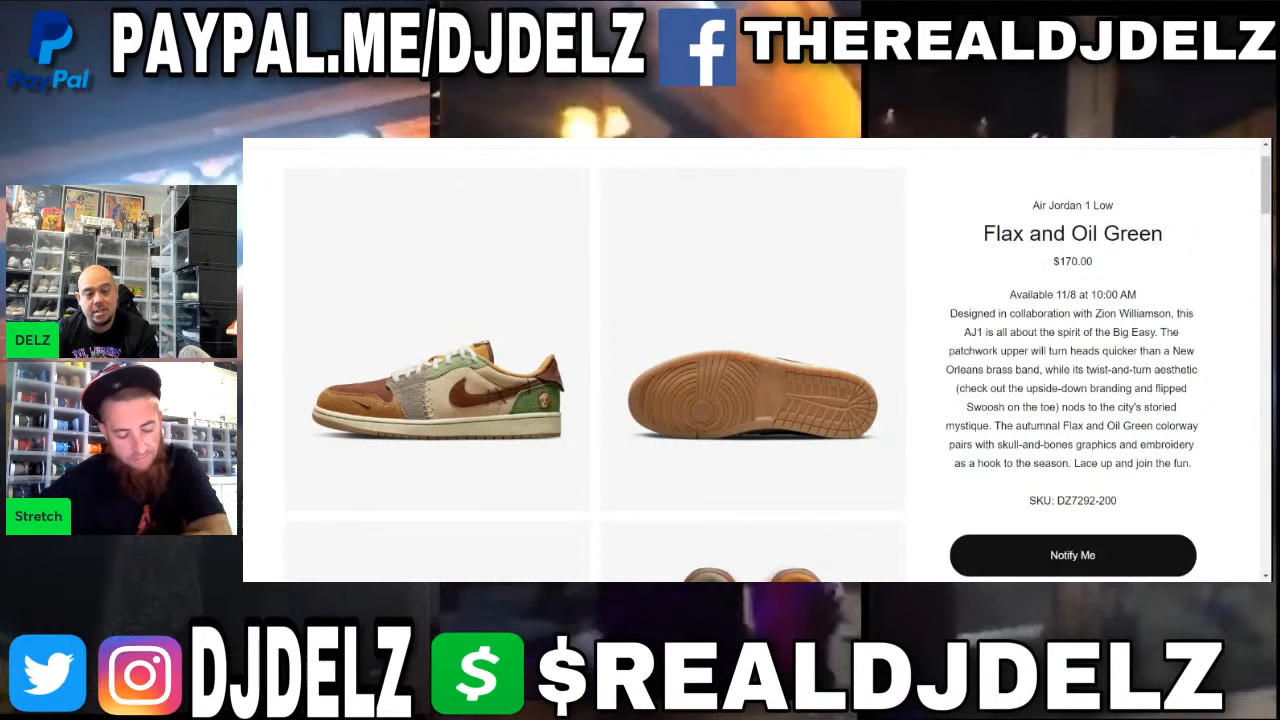 PayPal
PAYPAL.ME/DJDELZ
THEREALDJDELZ
Air Jordan 1 Low
Flax and Oil Green
$170.00
Available 11/8 at 10:00 AM
Designed in collaboration with Zion Williamson, this
AJ1 is all about the spirit of the Big Easy. The
patchwork upper will turn heads quicker than a New
Orleans brass band, while its twist-and-turn aesthetic
(check out the upside-down branding and flipped
Swoosh on the toe) nods to the city's storied
mystique. The autumnal Flax and Oil Green colorway
pairs with skull-and-bones graphics and embroidery
as a hook to the season. Lace up and join the fun.
SKU: DZ7292-200
Notify Me
DELZ
Stretch
DJDELZ
$REALDJDELZ